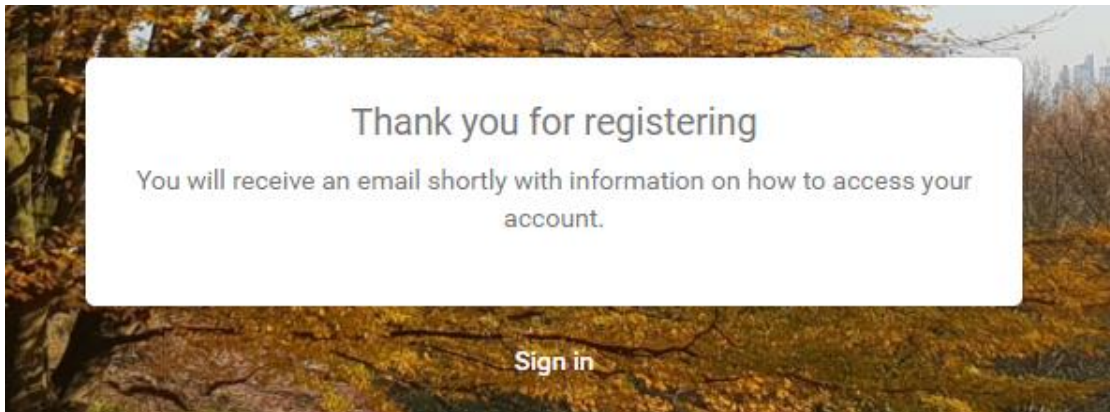 Thank you for registering
You will receive an email shortly with information on how to access your
account.
Sign in